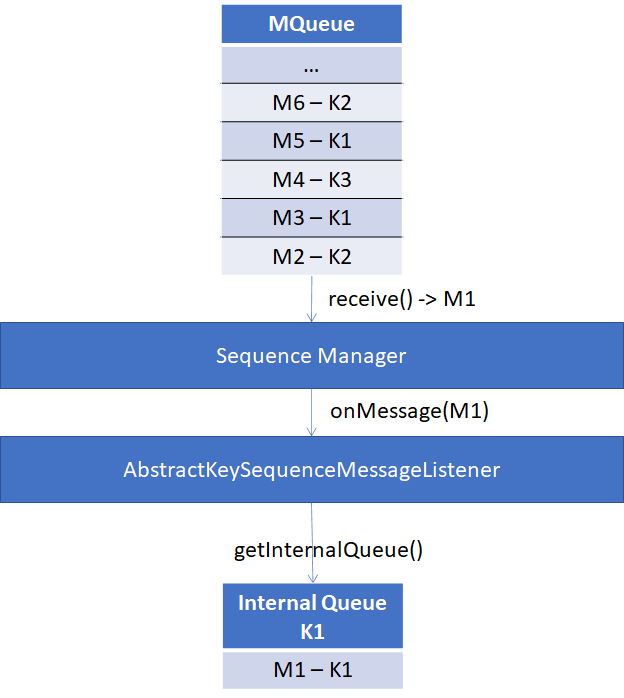 MQueue
...
M6 – K2
M5 – K1
M4 – K3
M3 – K1
M2 – K2
receive() -> M1
Sequence Manager
onMessage(M1)
AbstractKeySequenceMessageListener
getInternalQueue()
Internal Queue
K1
M1 – K1